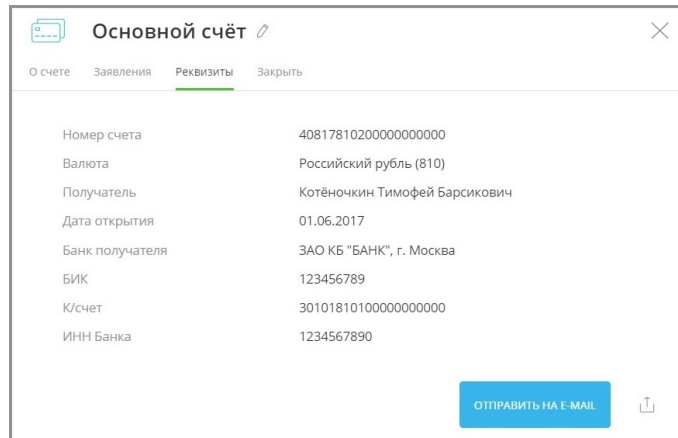 Основной счёт
О счете Заявления Реквизиты Закрыть
Номер счета 40817810200000000000
Валюта Российский рубль (810)
Получатель Котёночкин Тимофей Барсикович
Дата открытия 01.06.2017
Банк получателя ЗАО КБ "БАНК", г. Москва
БИК 123456789
К/счет 30101810100000000000
ИНН Банка 1234567890
ОТПРАВИТЬ НА E-MAIL